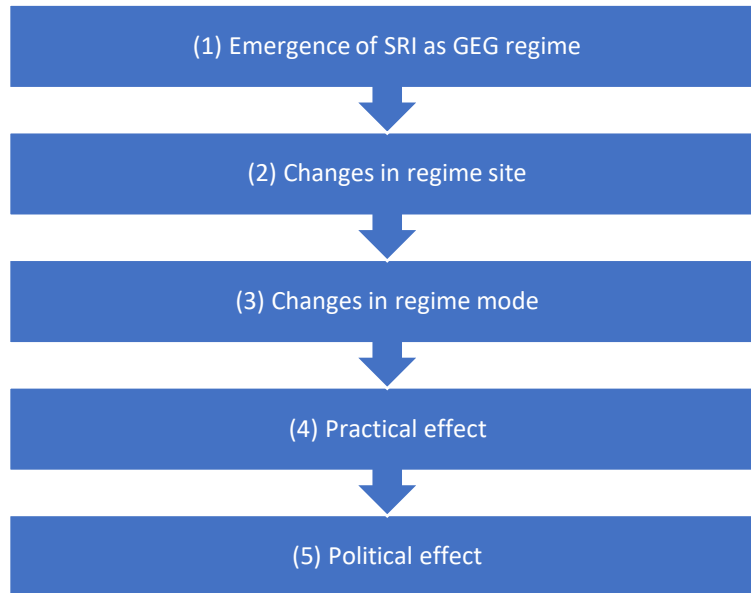 (1) Emergence of SRI as GEG regime
(2) Changes in regime site
(3) Changes in regime mode
(4) Practical effect
(5) Political effect